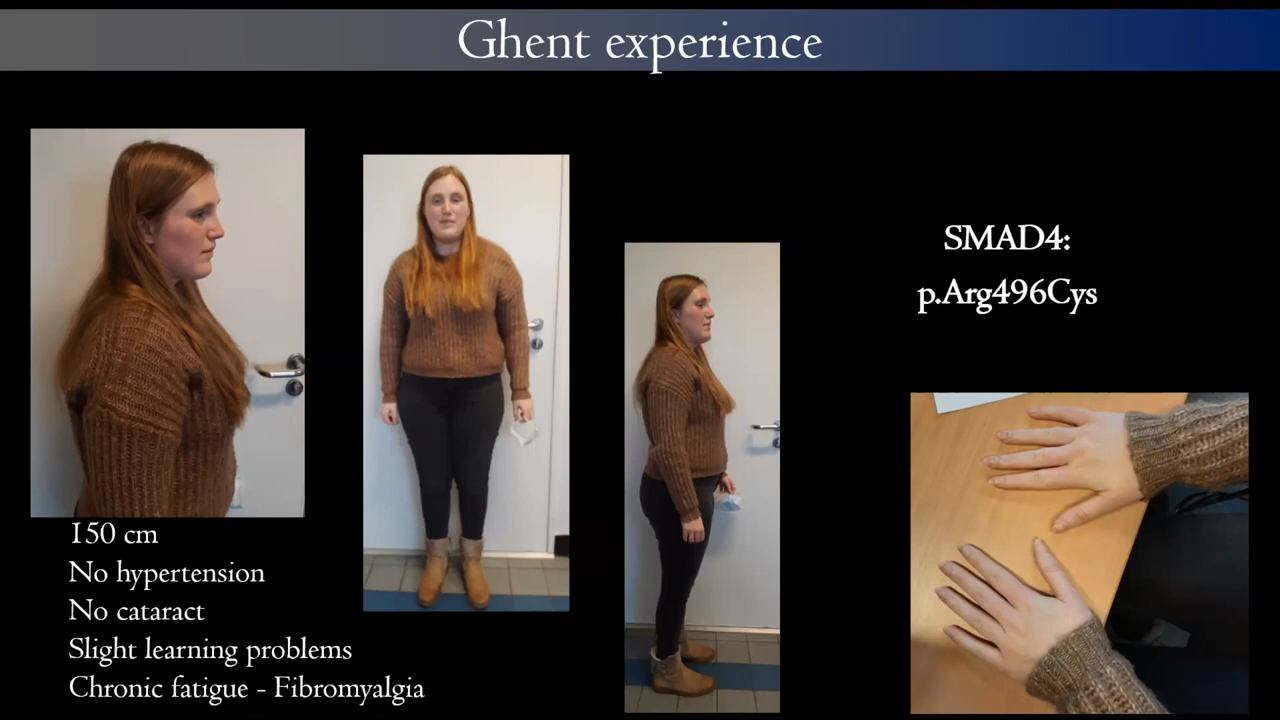 Ghent experience
SMAD4:
p.Arg496Cys
150 cm
No hypertension
No cataract
Slight learning problems
Chronic fatigue - Fibromyalgia